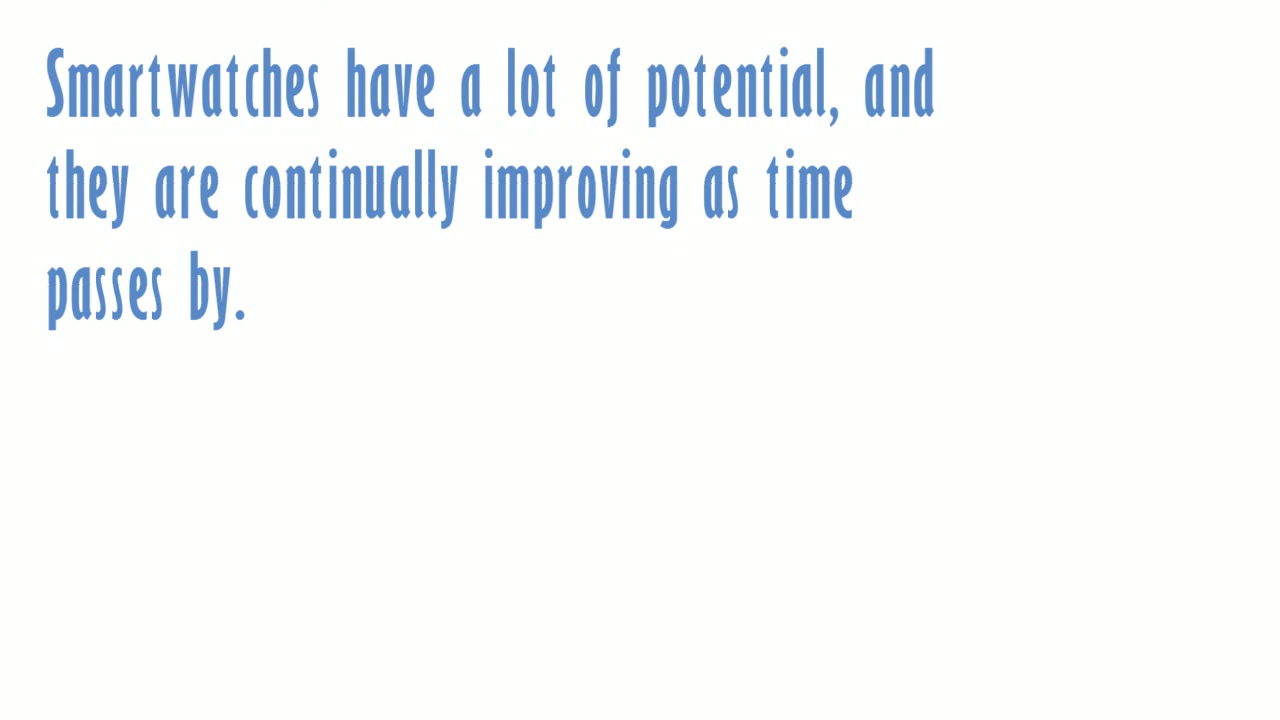 Smartwatches have a lot of potential, and
they are continually improving as time
passes by.